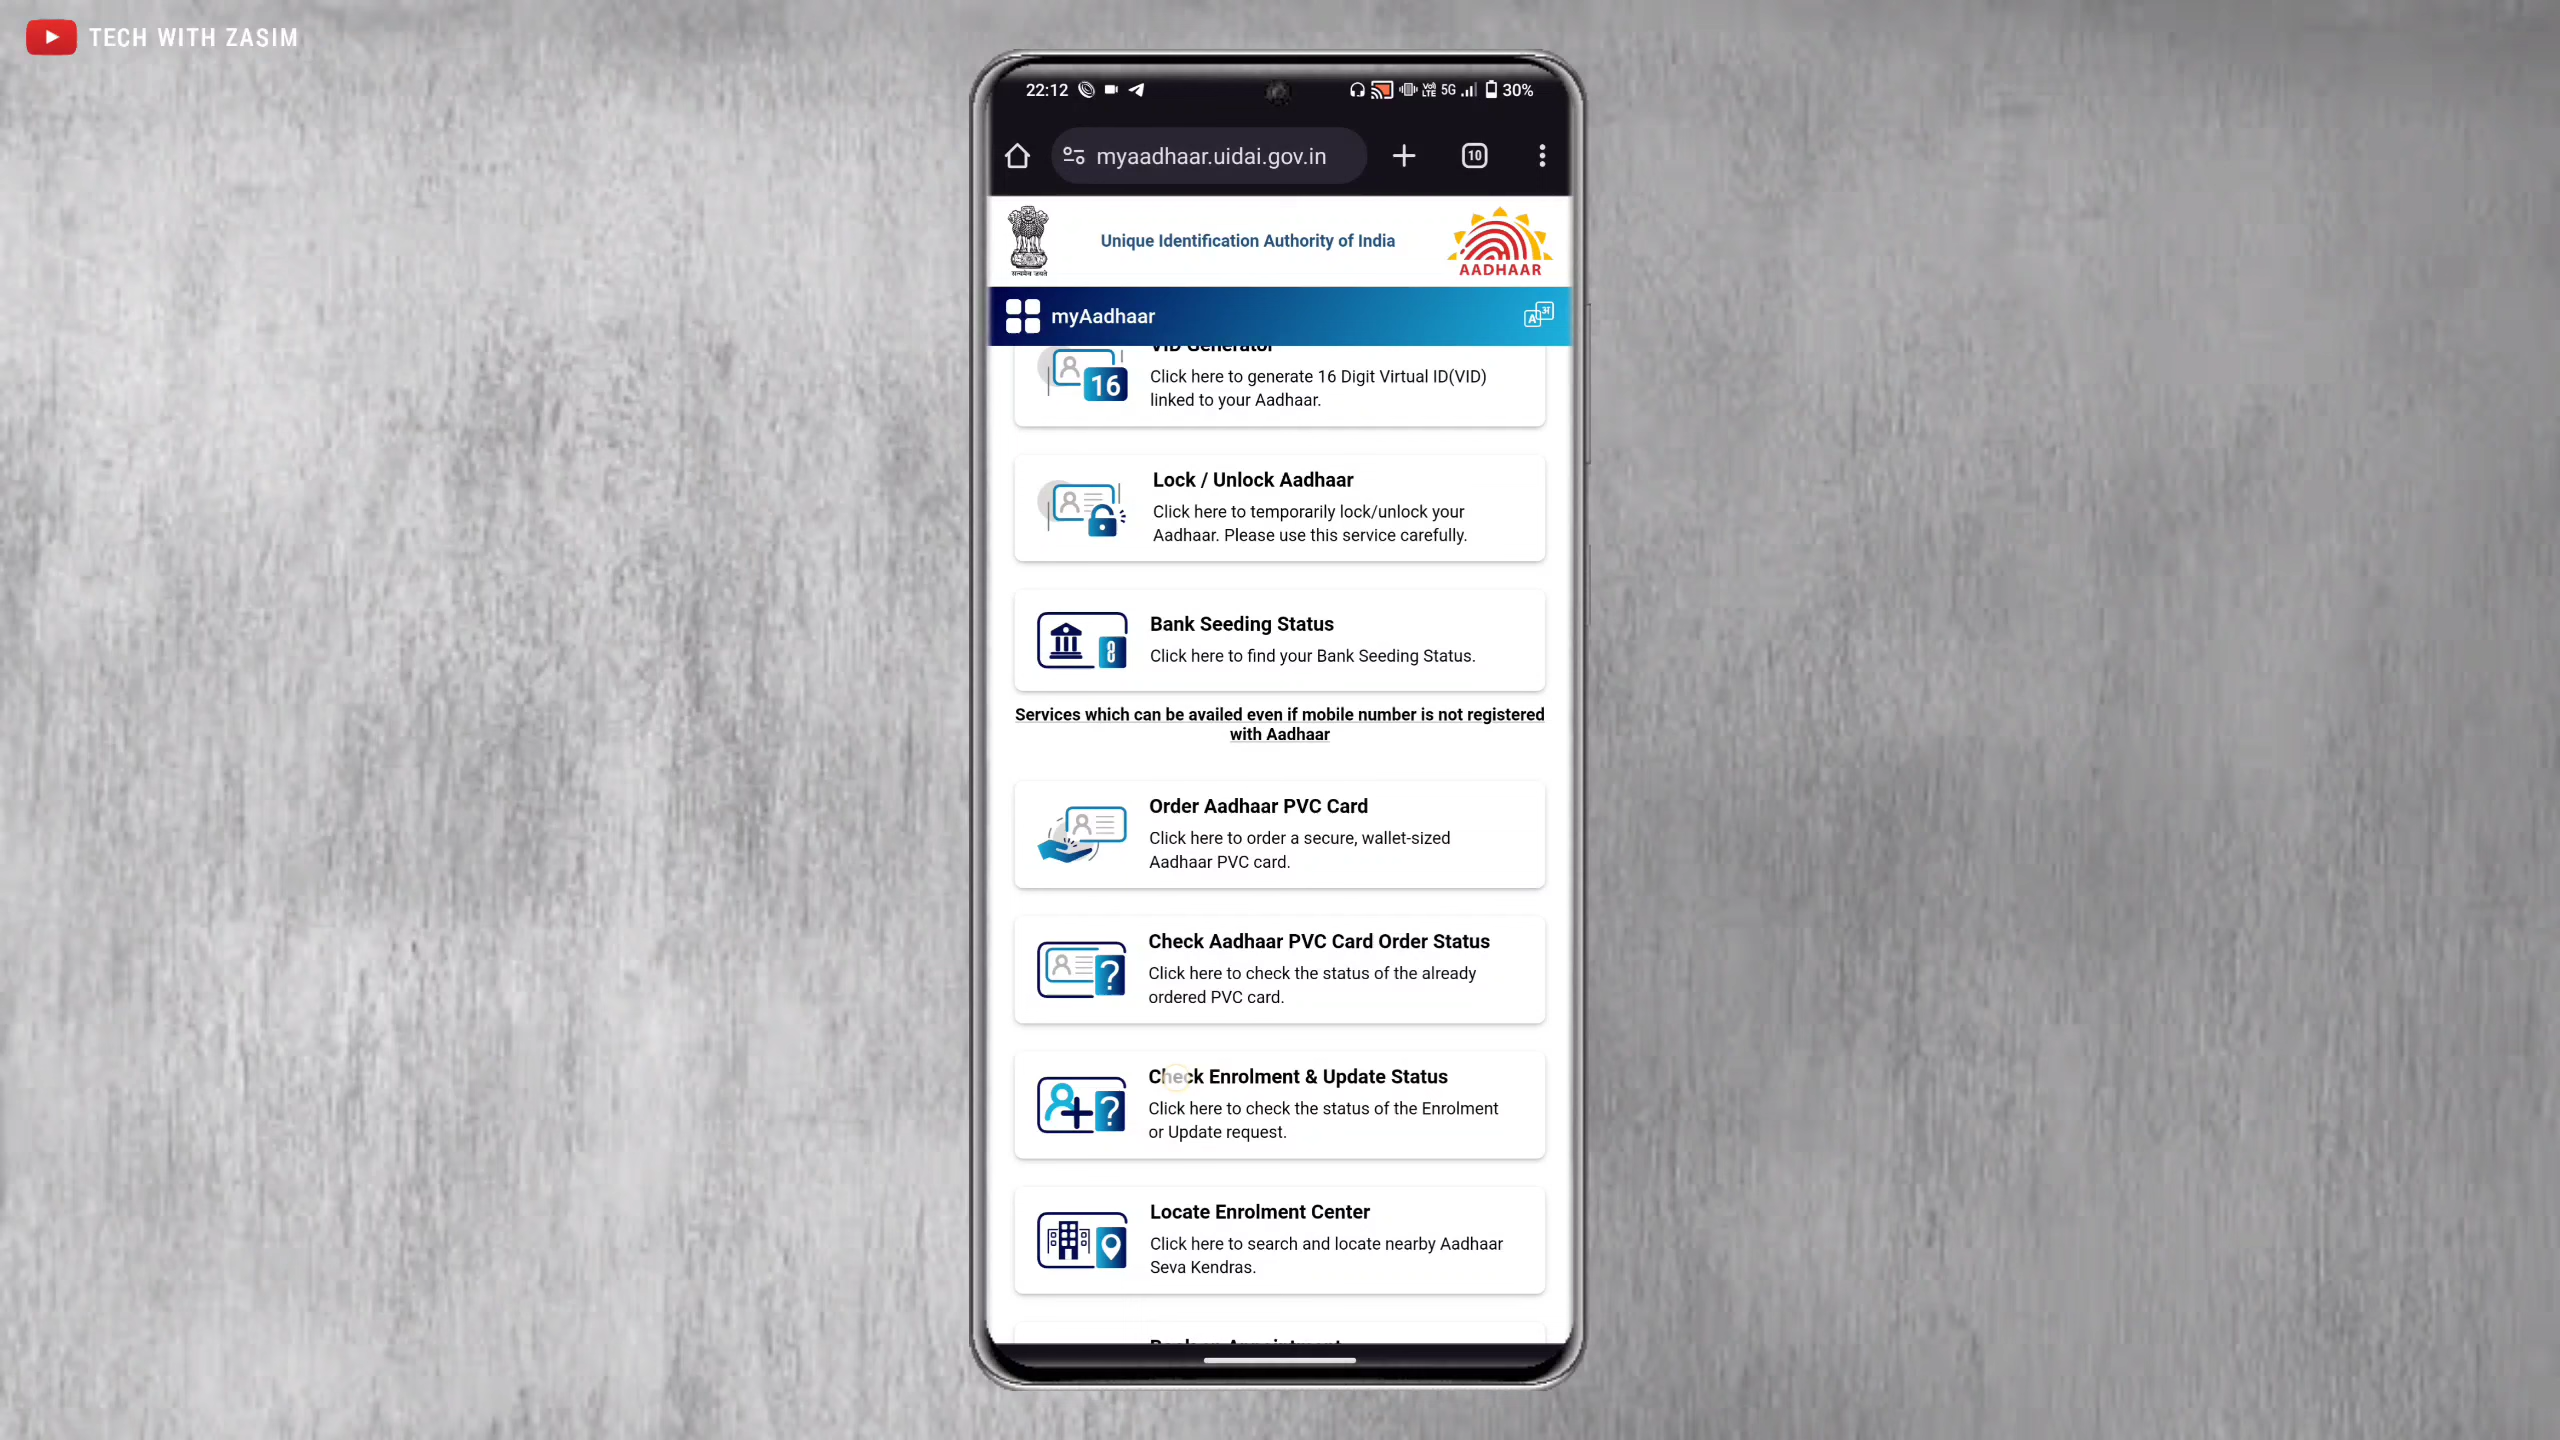 TECH WITH ZASIM
22:12
5G
30%
myaadhaar.uidai.gov.in
10
सत्यमेव जयते
Unique Identification Authority of India
AADHAAR
myAadhaar
VID Generator
16
Click here to generate 16 Digit Virtual ID(VID)
linked to your Aadhaar.
Lock / Unlock Aadhaar
Click here to temporarily lock/unlock your
Aadhaar. Please use this service carefully.
Bank Seeding Status
Click here to find your Bank Seeding Status.
Services which can be availed even if mobile number is not registered
with Aadhaar
Order Aadhaar PVC Card
Click here to order a secure, wallet-sized
Aadhaar PVC card.
Check Aadhaar PVC Card Order Status
?
Click here to check the status of the already
ordered PVC card.
Check Enrolment & Update Status
?
Click here to check the status of the Enrolment
or Update request.
Locate Enrolment Center
Click here to search and locate nearby Aadhaar
Seva Kendras.